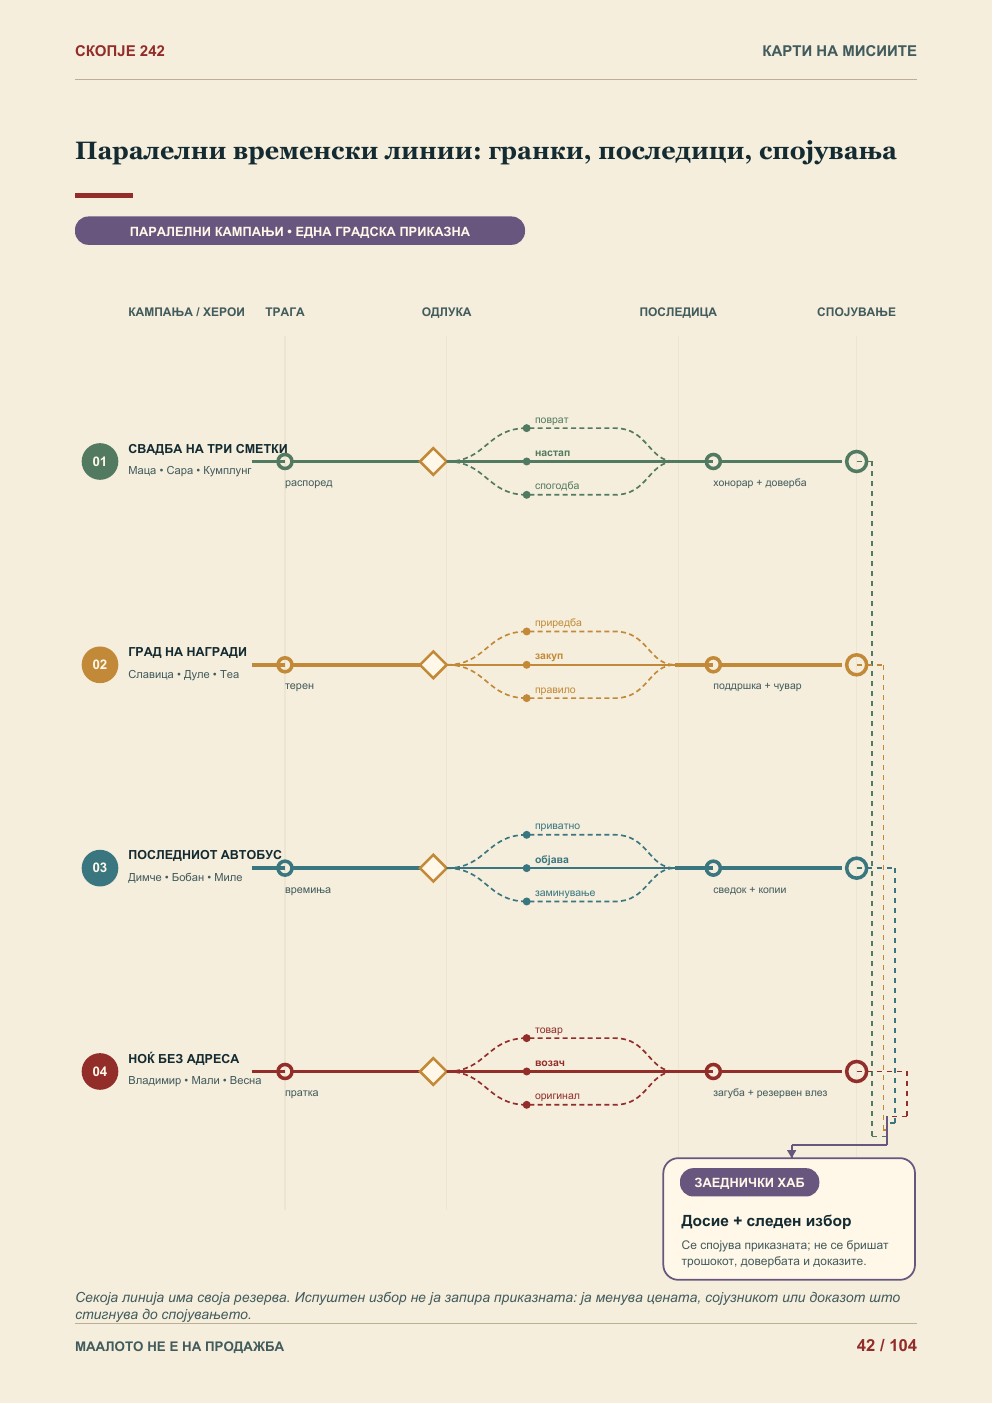 СКОПЈЕ 242
КАРТИ НА МИСИИТЕ
Паралелни временски линии: гранки, последици, спојувања
ПАРАЛЕЛНИ КАМПАЊИ • ЕДНА ГРАДСКА ПРИКАЗНА
КАМПАЊА / ХЕРОИ
ТРАГА
ОДЛУКА
ПОСЛЕДИЦА
СПОЈУВАЊЕ
01
СВАДБА НА ТРИ СМЕТКИ
Маца • Сара • Кумплунг
распоред
поврат
настап
спогодба
хонорар + доверба
02
ГРАД НА НАГРАДИ
Славица • Дуле • Теа
терен
приредба
закуп
правило
поддршка + чувар
03
ПОСЛЕДНИОТ АВТОБУС
Димче • Бобан • Миле
времиња
приватно
објава
заминување
сведок + копии
04
НОЌ БЕЗ АДРЕСА
Владимир • Мали • Весна
пратка
товар
возач
оригинал
загуба + резервен влез
ЗАЕДНИЧКИ ХАБ
Досие + следен избор
Се спојува приказната; не се бришат
трошокот, довербата и доказите.
Секоја линија има своја резерва. Испуштен избор не ја запира приказната: ја менува цената, сојузникот или доказот што
стигнува до спојувањето.
МААЛОТО НЕ Е НА ПРОДАЖБА
42 / 104